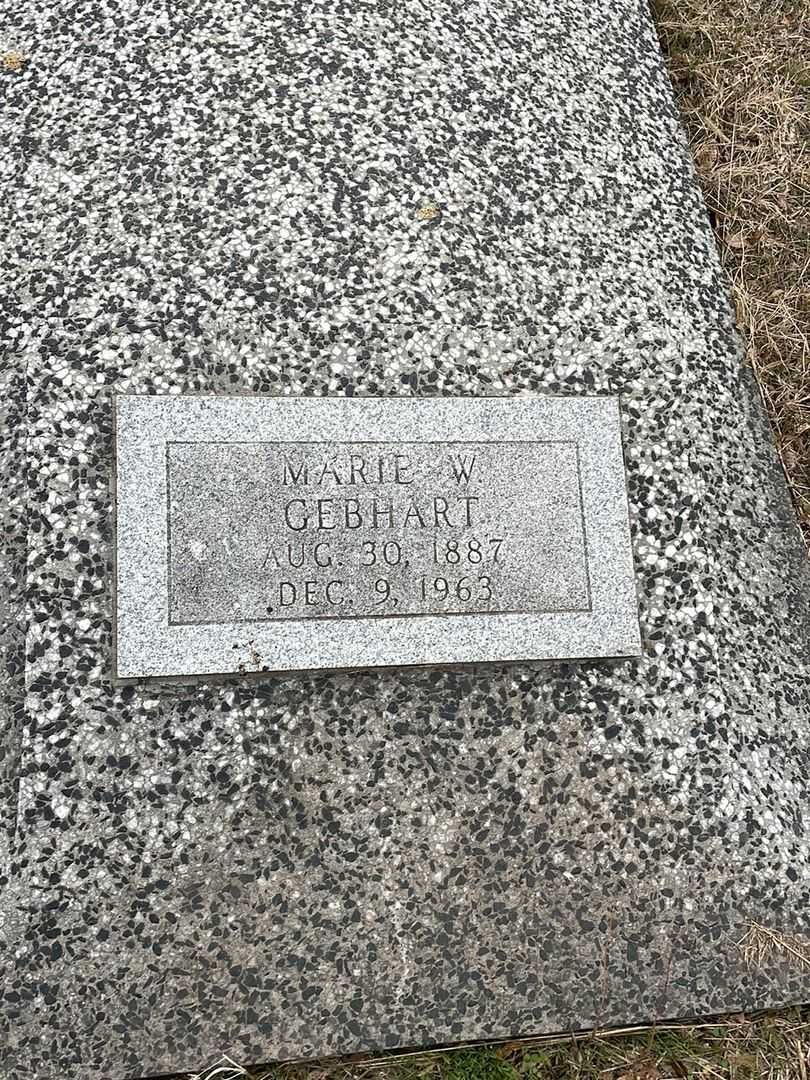 MARIE W.
GEBHART
AUG. 30, 1887
DEC. 9, 1963